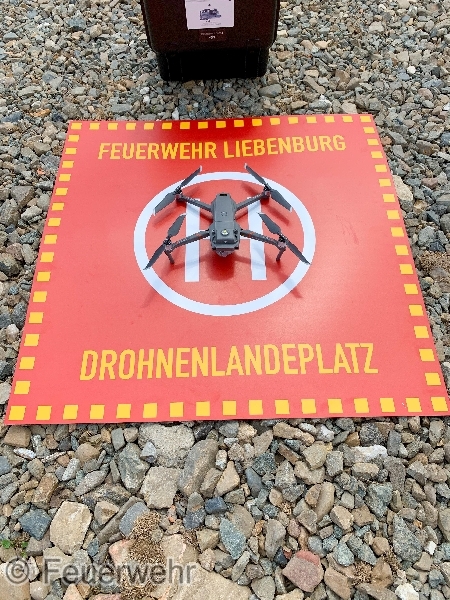 FEUERWEHR LIEBENBURG
DROHNENLANDEPLATZ
©Feuerwehr